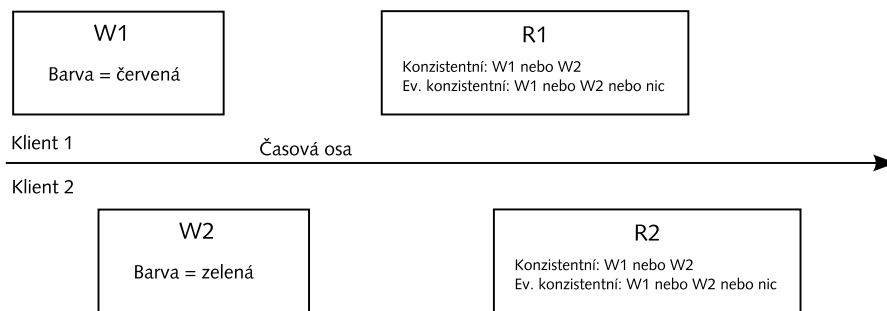 W1
Barva = červená
R1
Konzistentní: W1 nebo W2
Ev. konzistentní: W1 nebo W2 nebo nic
Klient 1
Časová osa
Klient 2
W2
Barva = zelená
R2
Konzistentní: W1 nebo W2
Ev. konzistentní: W1 nebo W2 nebo nic